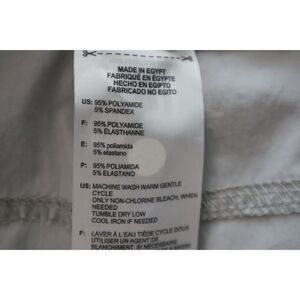 MADE IN EGYPT
FABRIQUÉ EN ÉGYPTE
HECHO EN EGIPTO
FABRICADO NO EGITO
US: 95% POLYAMIDE
5% SPANDEX
F: 95% POLYAMIDE
5% ÉLASTHANNE
E: 95% poliamida
5% elastano
P: 95% POLIAMIDA
5% ELASTANO
US: MACHINE WASH WARM GENTLE
CYCLE
ONLY NON-CHLORINE BLEACH, WHEN
NEEDED
TUMBLE DRY LOW
COOL IRON IF NEEDED
F: LAVER À L'EAU TIÈDE CYCLE DOUX
UTILISER UN AGENT DE
BLANCHIMENT, SI NÉCESSAIRE